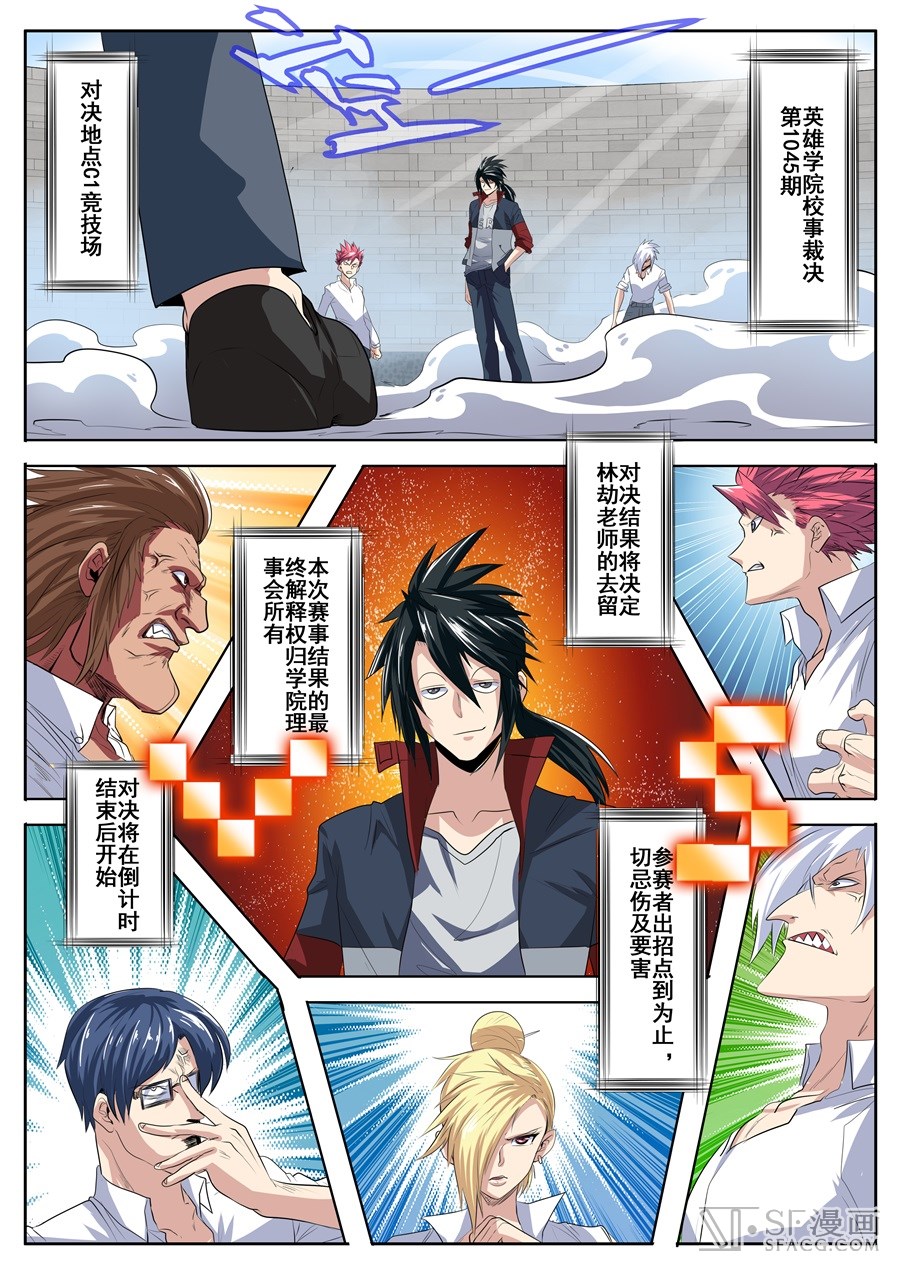 英雄学院校事裁决
第1045期
对决地点C1竞技场
对决结果将决定
林劫老师的去留
本次赛事结果的最
终解释权归学院理
事会所有
参赛者出招点到为止，
切忌伤及要害
对决将在倒计时
结束后开始
SF漫画
SFACG.COM